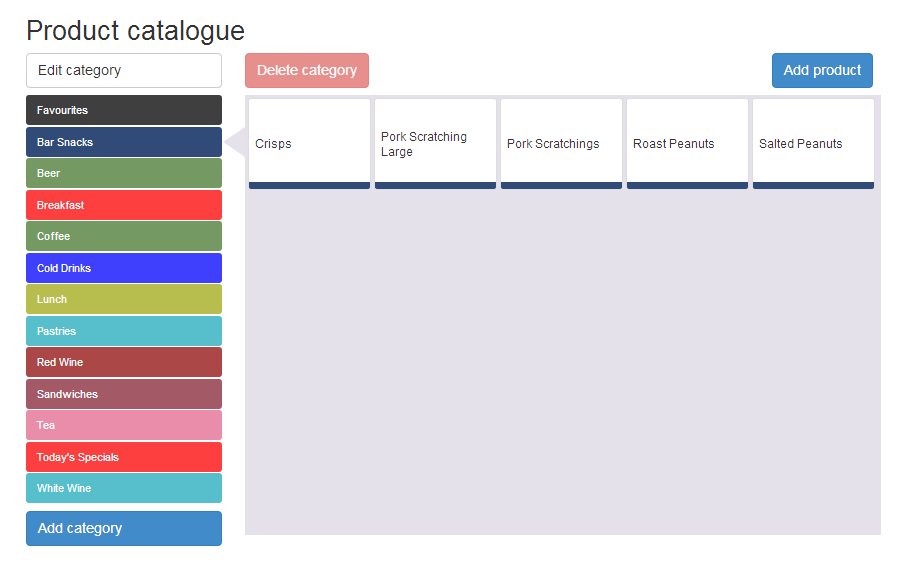 Product catalogue
Edit category
Delete category
Add product
Favourites
Bar Snacks
Beer
Breakfast
Coffee
Cold Drinks
Lunch
Pastries
Red Wine
Sandwiches
Tea
Today's Specials
White Wine
Add category
Crisps
Pork Scratching
Large
Pork Scratchings
Roast Peanuts
Salted Peanuts